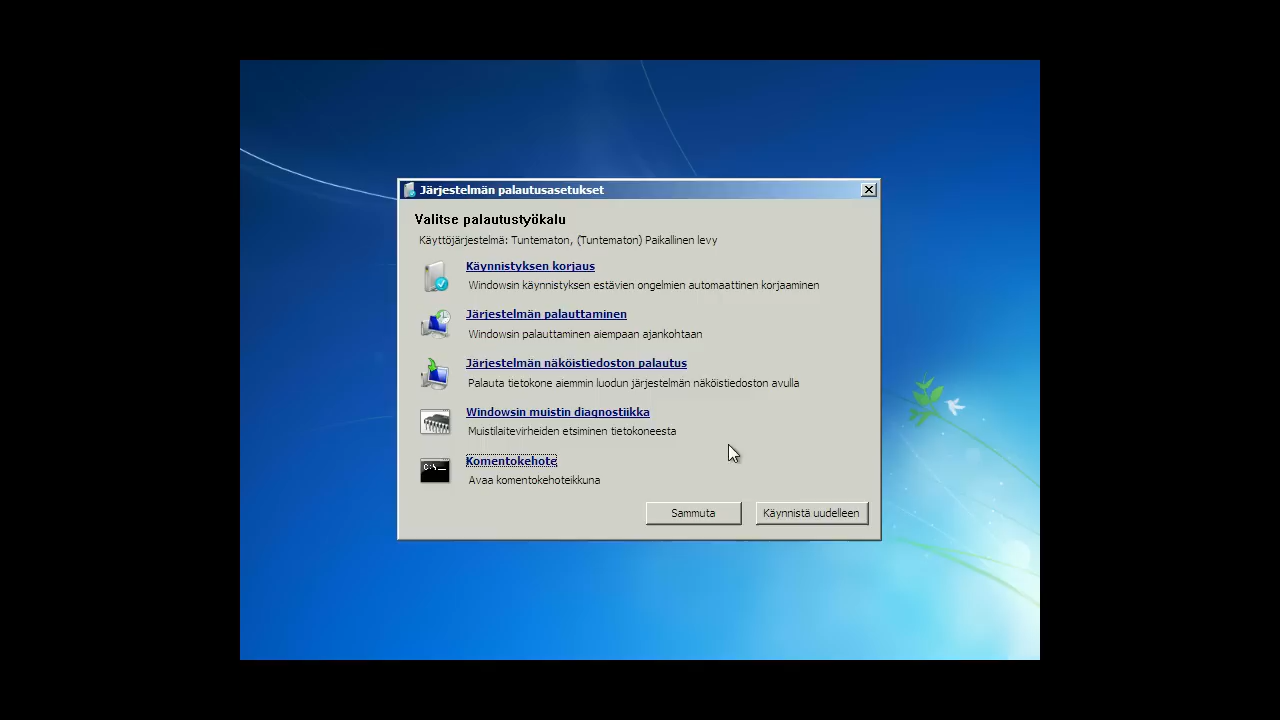 Järjestelmän palautusasetukset
Valitse palautustyökalu
Käyttöjärjestelmä: Tuntematon, (Tuntematon) Paikallinen levy
Käynnistyksen korjaus
Windowsin käynnistyksen estävien ongelmien automaattinen korjaaminen
Järjestelmän palauttaminen
Windowsin palauttaminen aiempaan ajankohtaan
Järjestelmän näköistiedoston palautus
Palauta tietokone aiemmin luodun järjestelmän näköistiedoston avulla
Windowsin muistin diagnostiikka
Muistilaitevirheiden etsiminen tietokoneesta
C:\_
Komentokehote
Avaa komentokehoteikkuna
Sammuta
Käynnistä uudelleen